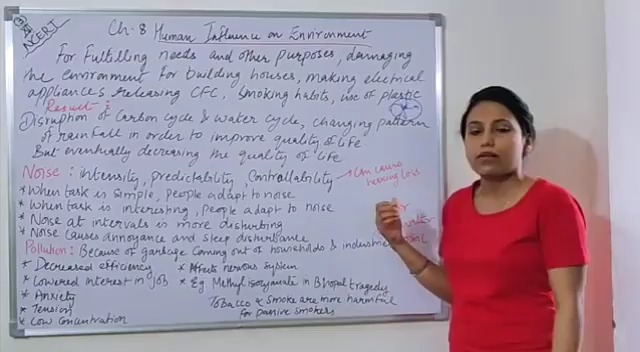 NCERT
Ch-8 Human Influence on Environment
For Fulfilling needs and other purposes, damaging
the environment for building houses, making electrical
appliances releasing CFC, smoking habits, use of plastic
Result:
Disruption of Carbon cycle & water cycle, changing pattern
of rainfall in order to improve quality of life.
But eventually decreasing the quality of life
Noise: intensity, predictability, Controllability → Can cause
hearing loss
* When task is simple, people adapt to noise
* When task is interesting, people adapt to noise
* Noise at intervals is more disturbing
* Noise causes annoyance and sleep disturbance
Pollution: Because of garbage coming out of households & industries
Air
water
soil
* Decreased efficiency
* Lowered interest in job
* Anxiety
* Tension
* Low Concentration
* Affects nervous system
* Eg Methyl isocyanate in Bhopal tragedy
Tobacco & smoke are more harmful
for passive smokers